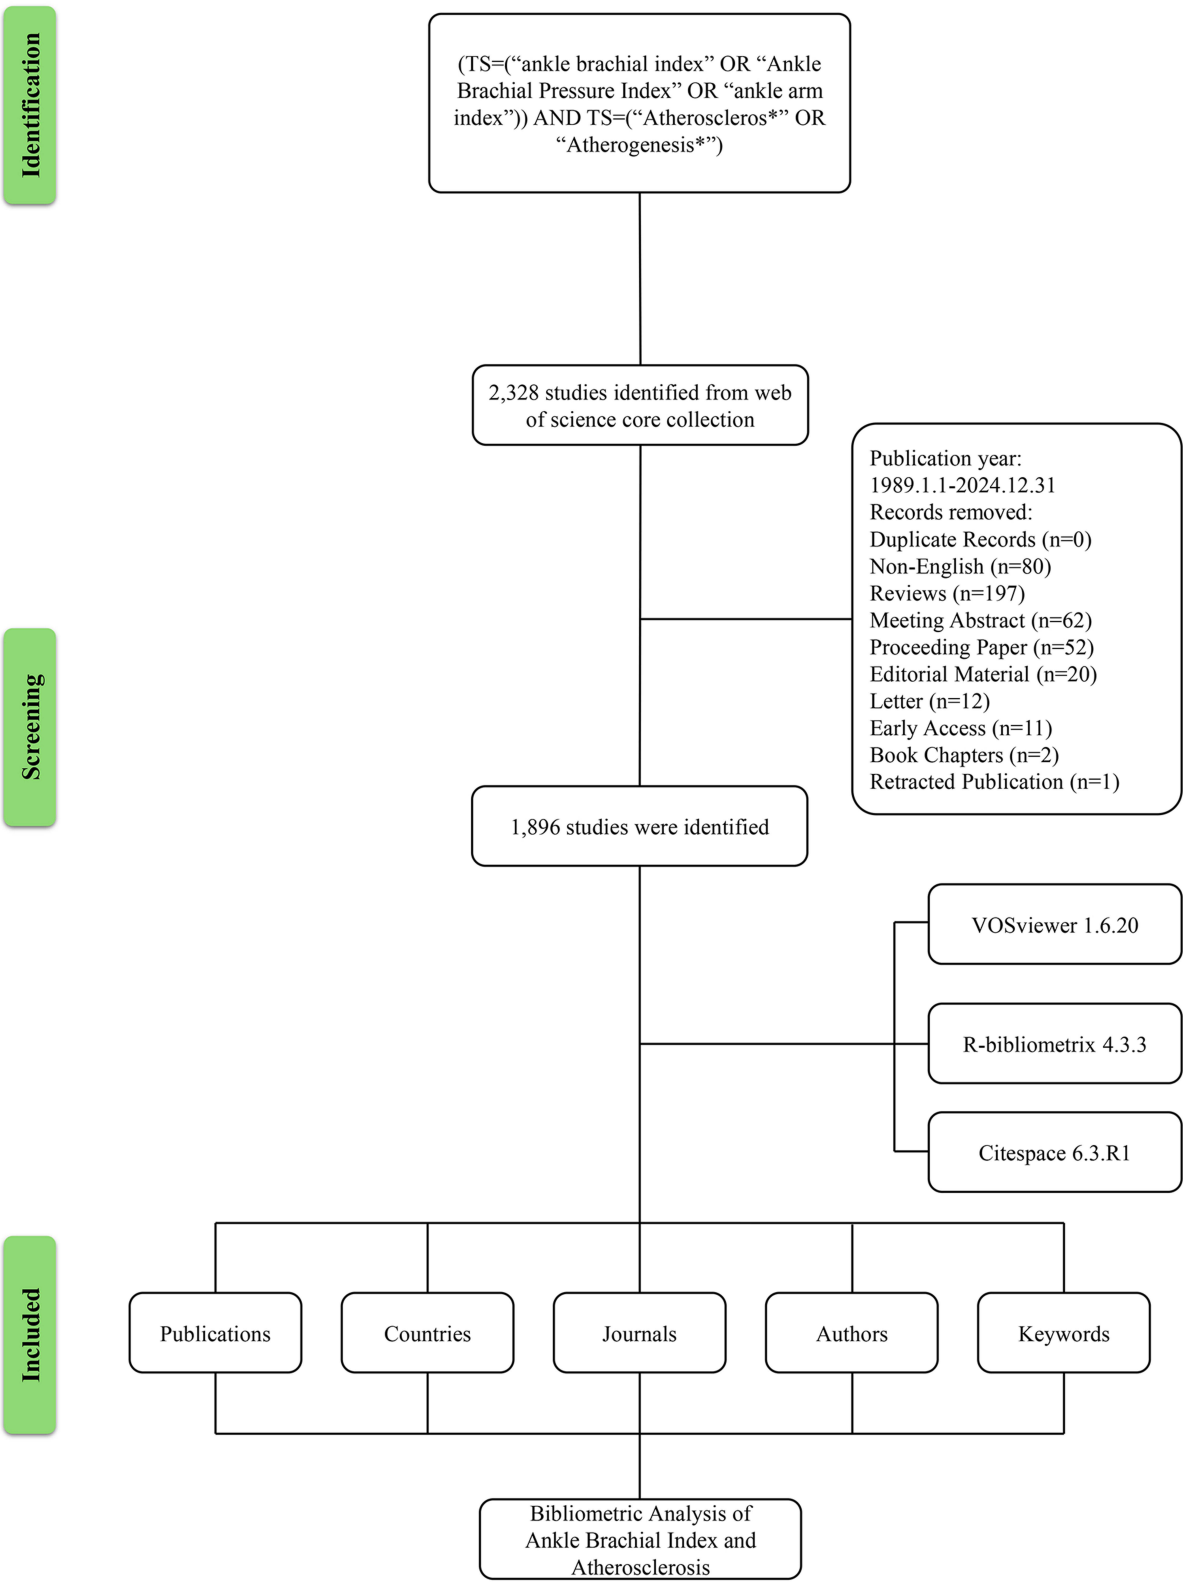 Identification
(TS=(“ankle brachial index” OR “Ankle
Brachial Pressure Index” OR “ankle arm
index”)) AND TS=(“Atheroscleros*” OR
“Atherogenesis*”)
2,328 studies identified from web
of science core collection
Publication year:
1989.1.1-2024.12.31
Records removed:
Duplicate Records (n=0)
Non-English (n=80)
Reviews (n=197)
Meeting Abstract (n=62)
Proceeding Paper (n=52)
Editorial Material (n=20)
Letter (n=12)
Early Access (n=11)
Book Chapters (n=2)
Retracted Publication (n=1)
Screening
1,896 studies were identified
VOSviewer 1.6.20
R-bibliometrix 4.3.3
Citespace 6.3.R1
Included
Publications
Countries
Journals
Authors
Keywords
Bibliometric Analysis of
Ankle Brachial Index and
Atherosclerosis